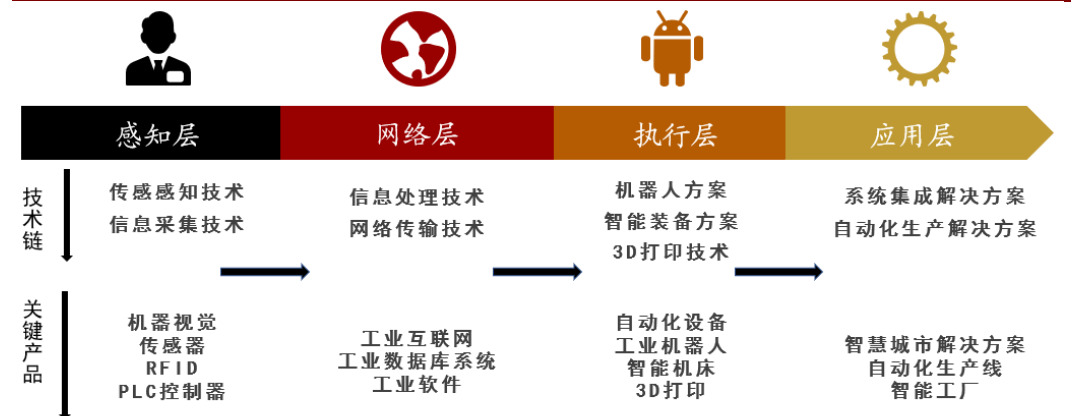 感知层
网络层
执行层
应用层
技术链
传感感知技术
信息采集技术
信息处理技术
网络传输技术
机器人方案
智能装备方案
3D打印技术
系统集成解决方案
自动化生产解决方案
关键产品
机器视觉
传感器
RFID
PLC控制器
工业互联网
工业数据库系统
工业软件
自动化设备
工业机器人
智能机床
3D打印
智慧城市解决方案
自动化生产线
智能工厂